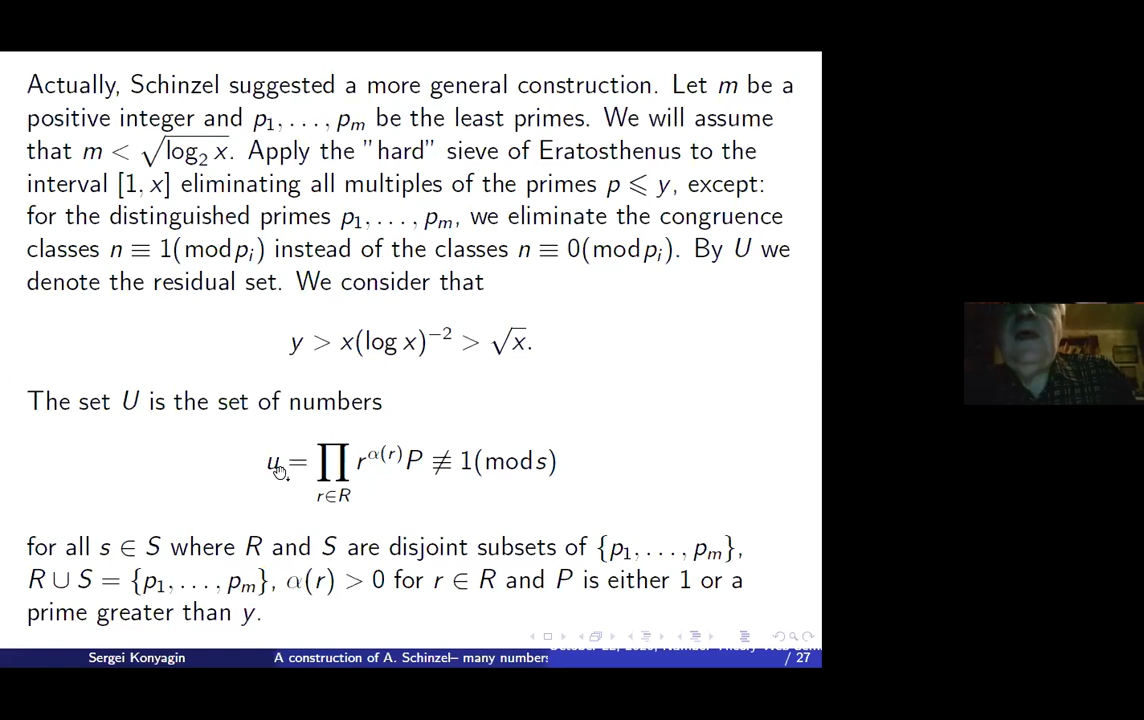 Actually, Schinzel suggested a more general construction. Let m be a
positive integer and p₁, . . . , pₘ be the least primes. We will assume
that m < √log₂ x. Apply the "hard" sieve of Eratosthenus to the
interval [1, x] eliminating all multiples of the primes p ⩽ y, except:
for the distinguished primes p₁, . . . , pₘ, we eliminate the congruence
classes n ≡ 1(mod pᵢ) instead of the classes n ≡ 0(mod pᵢ). By U we
denote the residual set. We consider that
y > x(log x)⁻² > √x.
The set U is the set of numbers
u = ∏_{r∈R} r^{α(r)} P ≢ 1(mod s)
for all s ∈ S where R and S are disjoint subsets of {p₁, . . . , pₘ},
R ∪ S = {p₁, . . . , pₘ}, α(r) > 0 for r ∈ R and P is either 1 or a
prime greater than y.
Sergei Konyagin A construction of A. Schinzel– many numbers / 27